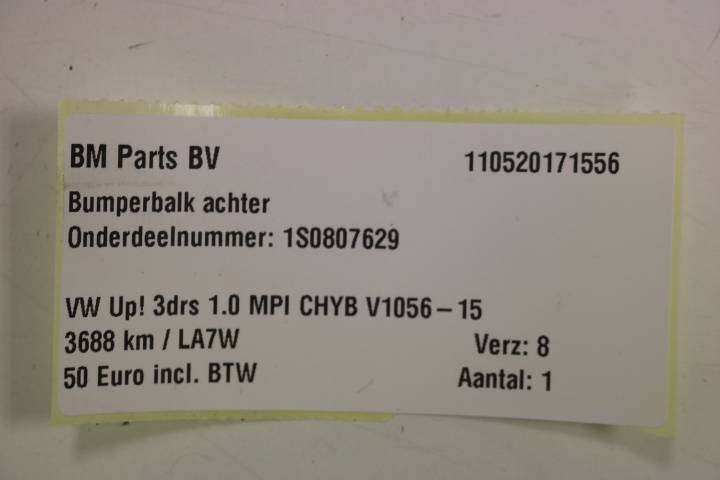 BM Parts BV 110520171556
Bumperbalk achter
Onderdeelnummer: 1S0807629
VW Up! 3drs 1.0 MPI CHYB V1056 – 15
3688 km / LA7W Verz: 8
50 Euro incl. BTW Aantal: 1